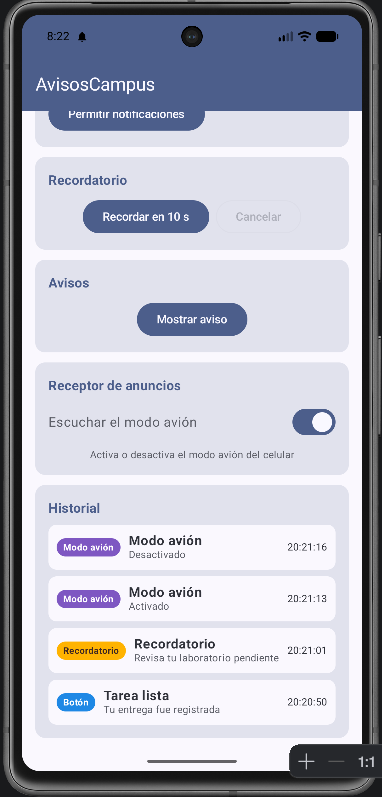 8:22
AvisosCampus
Permitir notificaciones
Recordatorio
Recordar en 10 s
Cancelar
Avisos
Mostrar aviso
Receptor de anuncios
Escuchar el modo avión
Activa o desactiva el modo avión del celular
Historial
Modo avión
Modo avión
Desactivado
20:21:16
Modo avión
Modo avión
Activado
20:21:13
Recordatorio
Recordatorio
Revisa tu laboratorio pendiente
20:21:01
Botón
Tarea lista
Tu entrega fue registrada
20:20:50
1:1